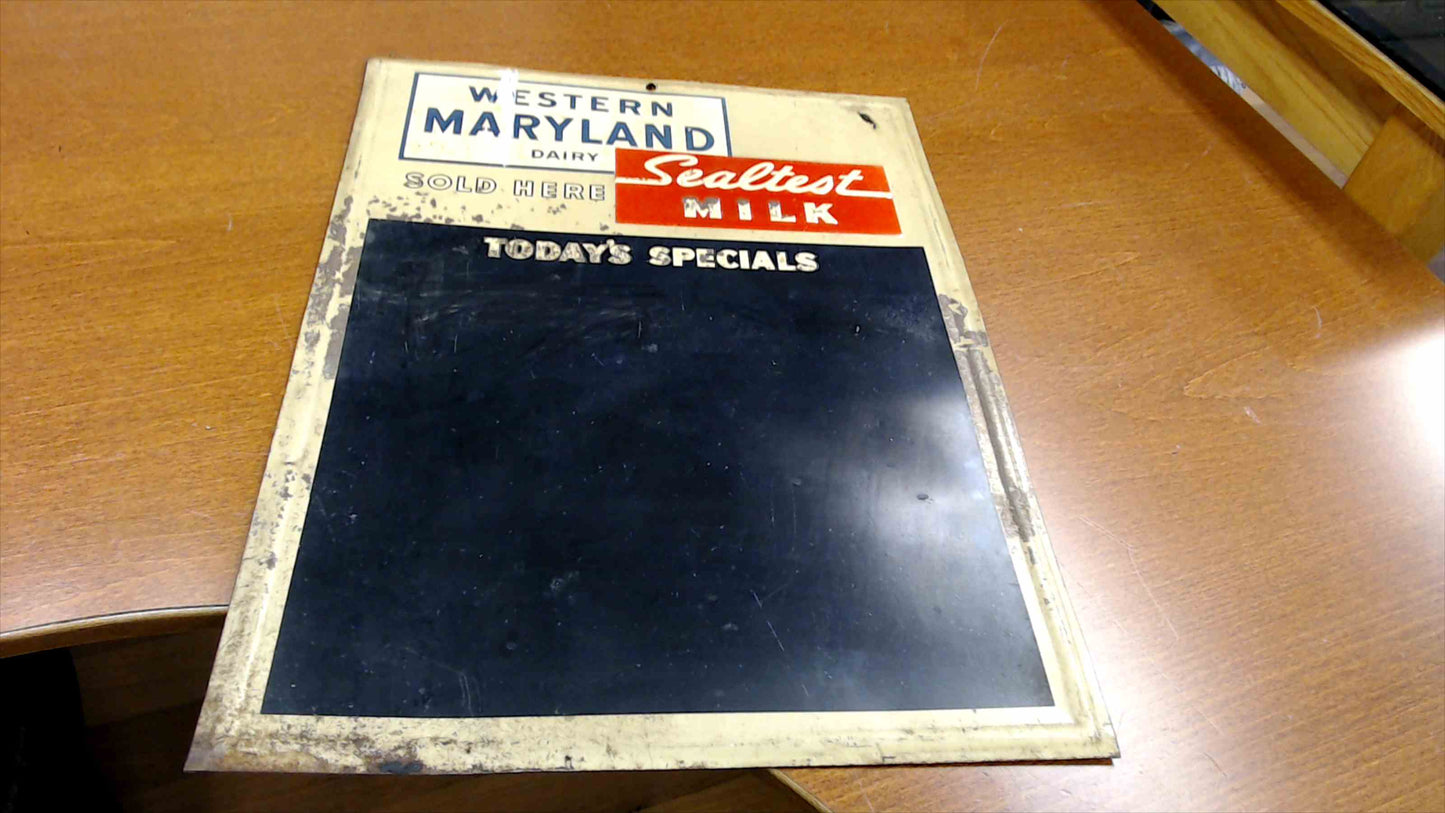 WESTERN
MARYLAND
DAIRY
SOLD HERE
Sealtest
MILK
TODAY'S SPECIALS